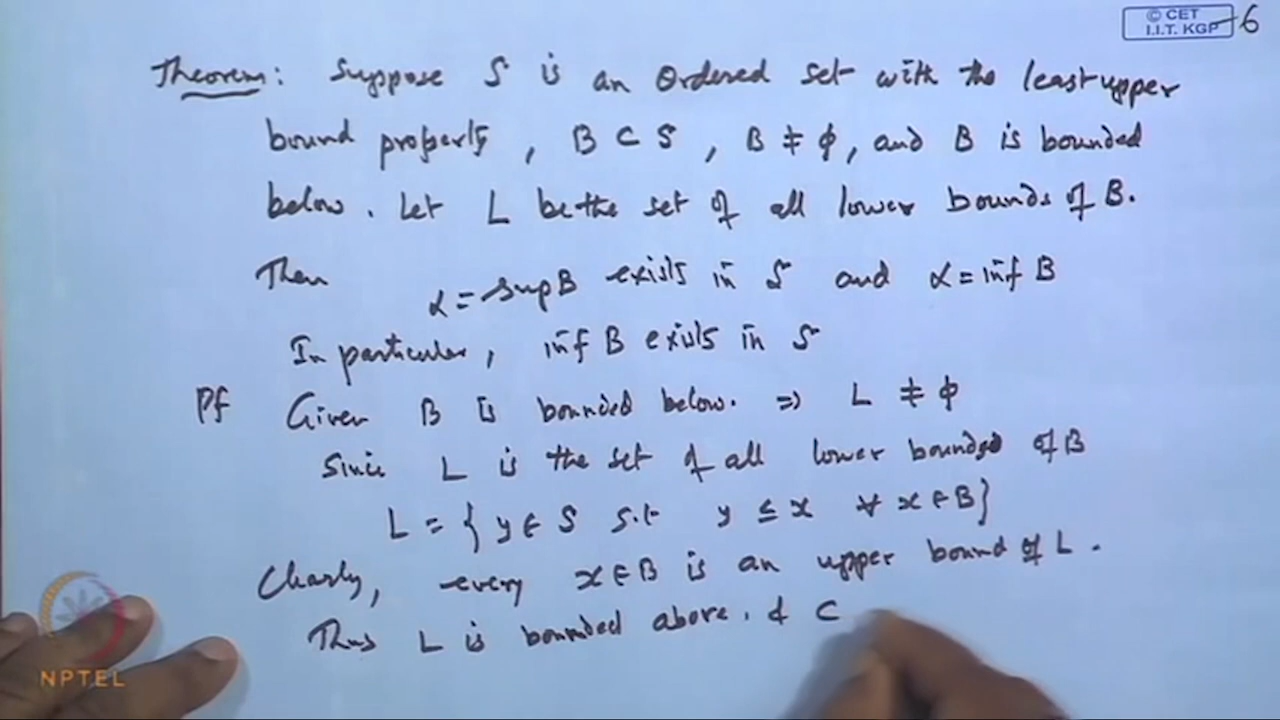 © CET
I.I.T. KGP
6
Theorem: Suppose S is an Ordered set with the least upper
bound property, B ⊂ S, B ≠ φ, and B is bounded
below. Let L be the set of all lower bounds of B.
Then α = sup B exists in S and α = inf B
In particular, inf B exists in S
Pf Given B is bounded below. ⇒ L ≠ φ
Since L is the set of all lower bounds of B
L = { y ∈ S s.t y ≤ x ∀ x ∈ B}
Clearly, every x ∈ B is an upper bound of L.
Thus L is bounded above. & C
NPTEL